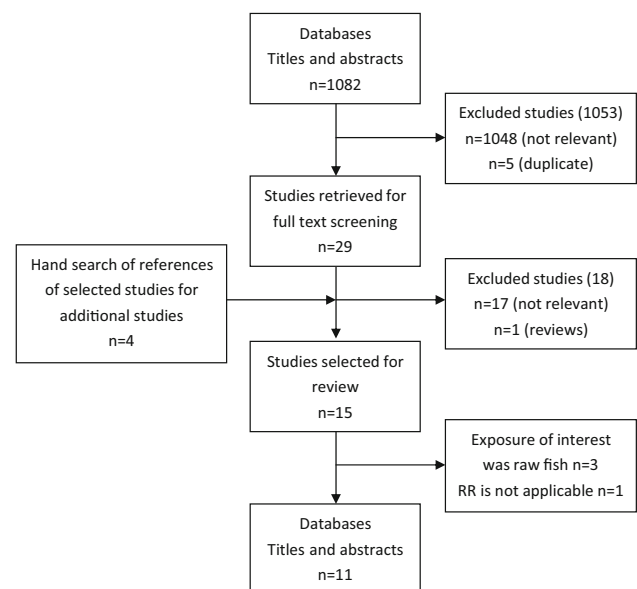 Databases
Titles and abstracts
n=1082
Excluded studies (1053)
n=1048 (not relevant)
n=5 (duplicate)
Studies retrieved for
full text screening
n=29
Hand search of references
of selected studies for
additional studies
n=4
Excluded studies (18)
n=17 (not relevant)
n=1 (reviews)
Studies selected for
review
n=15
Exposure of interest
was raw fish n=3
RR is not applicable n=1
Databases
Titles and abstracts
n=11